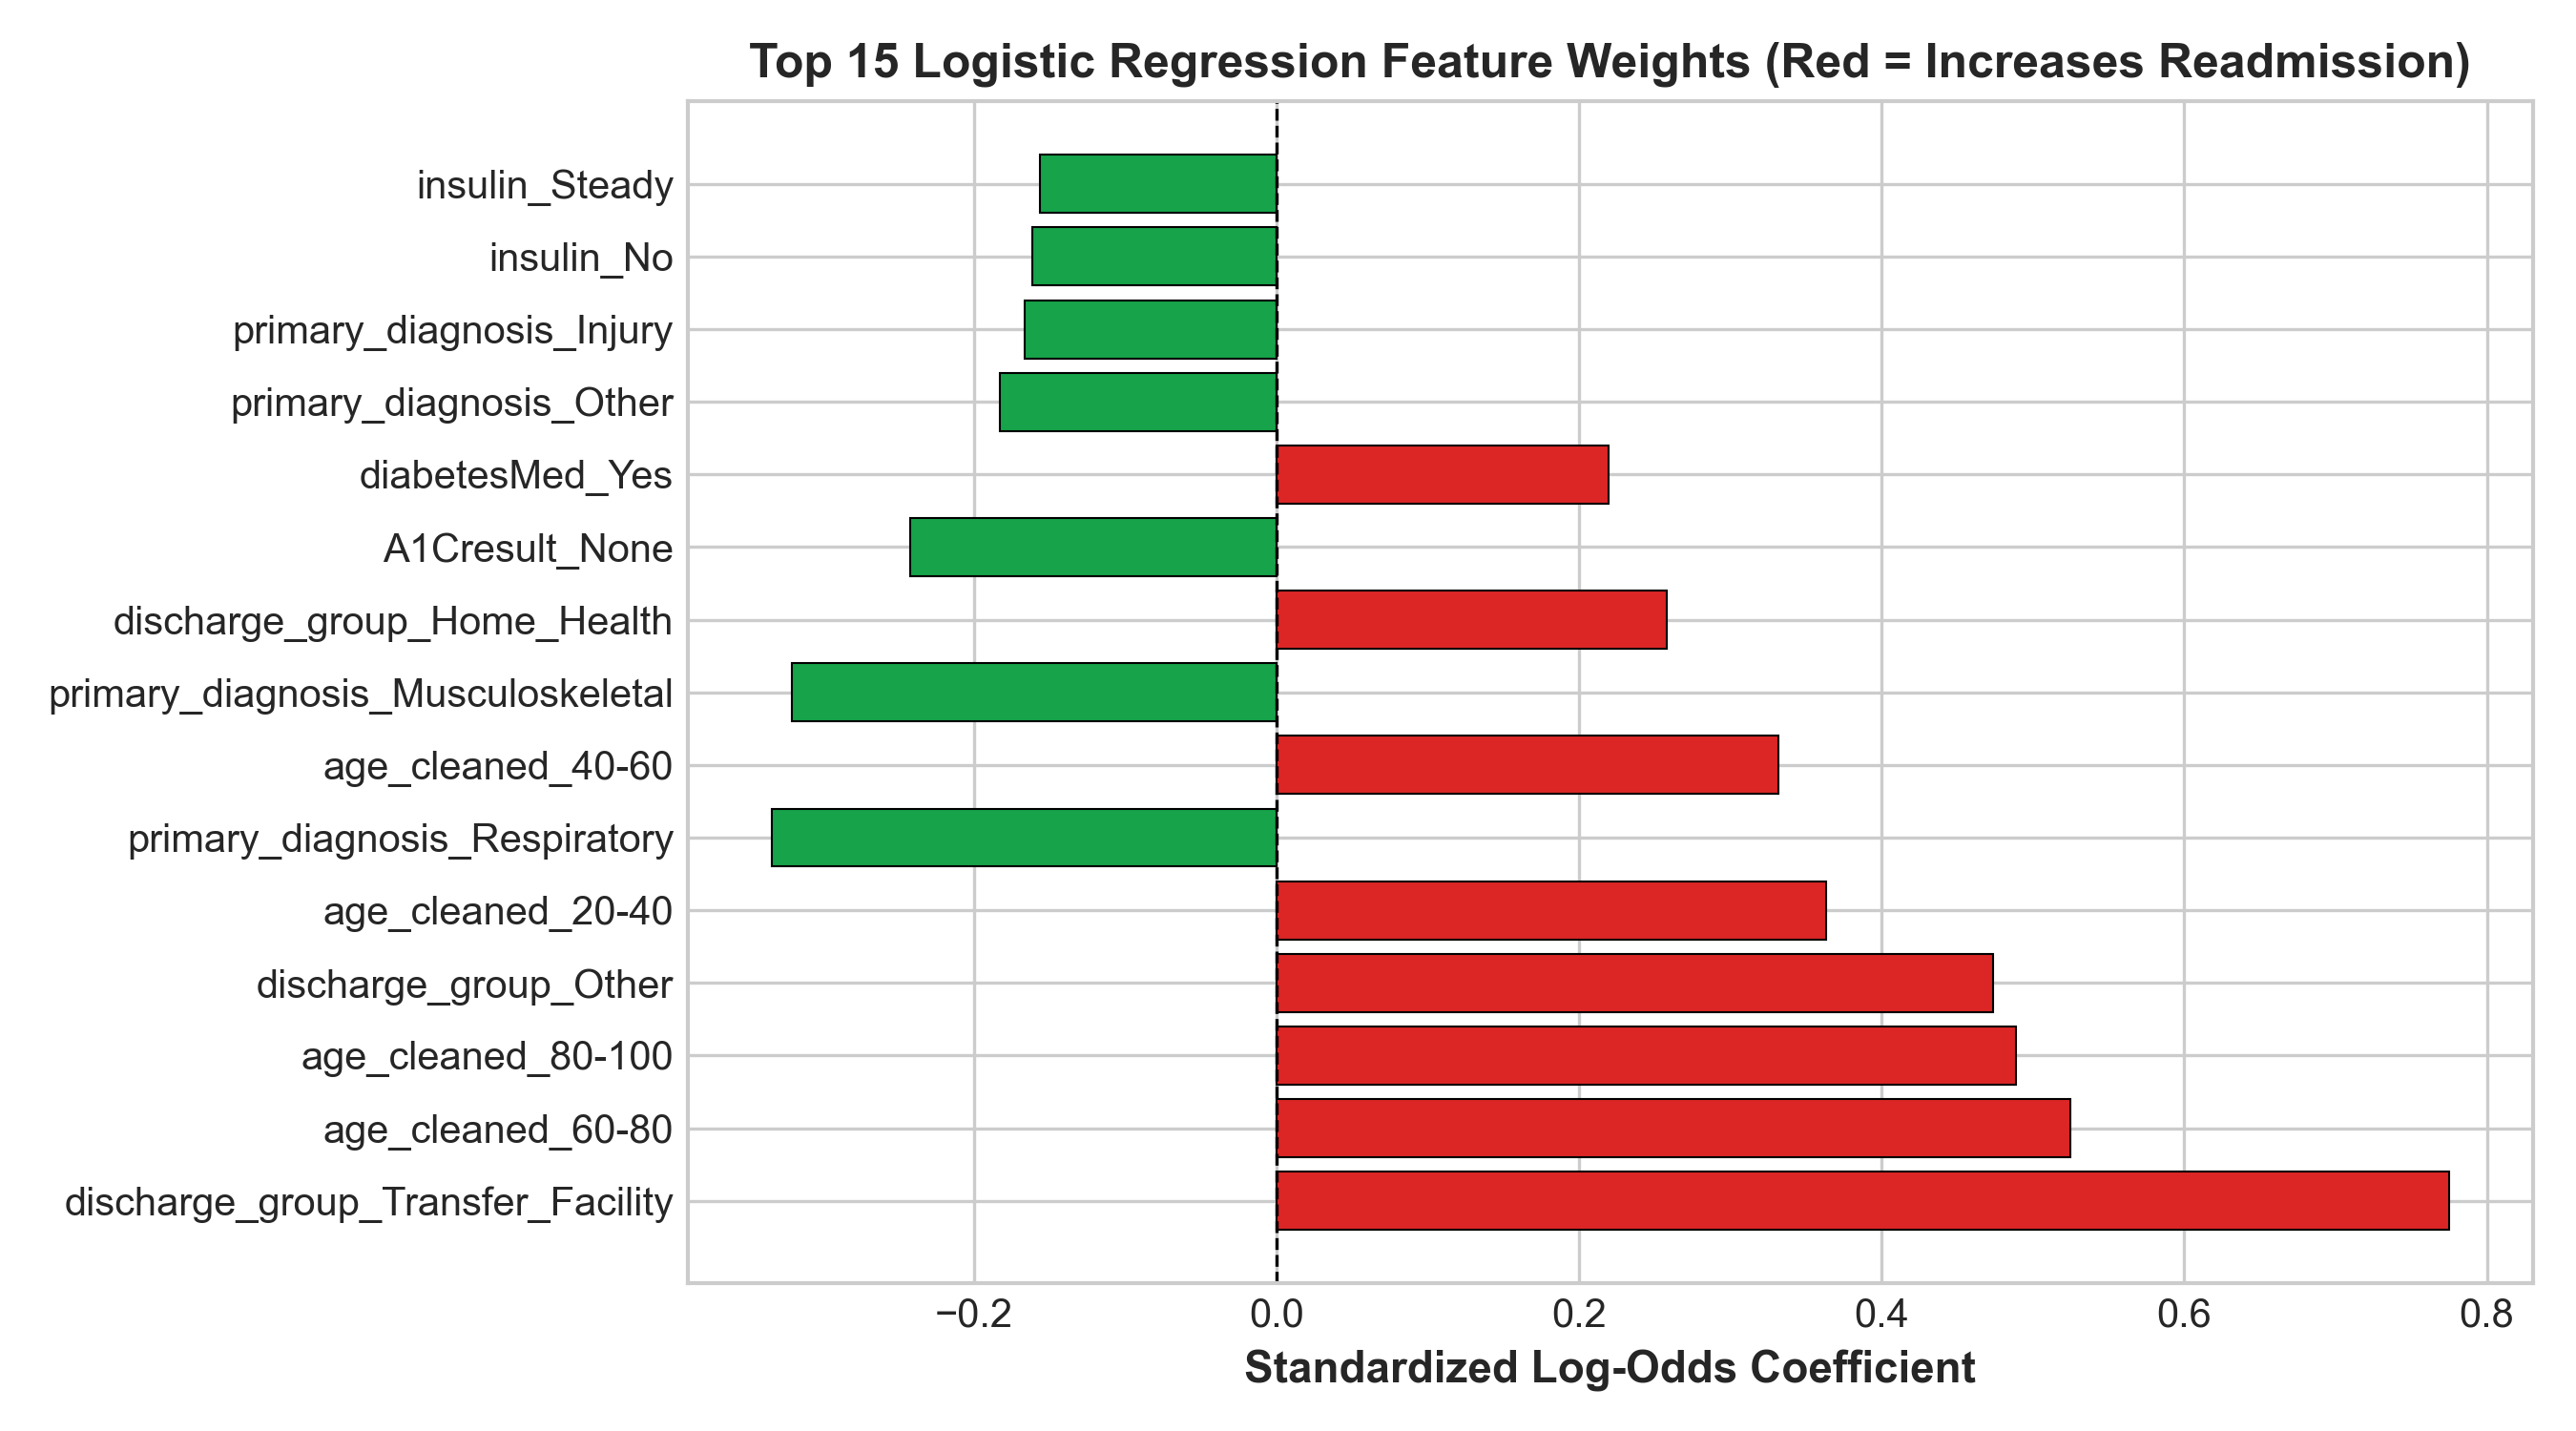 Top 15 Logistic Regression Feature Weights (Red = Increases Readmission)
insulin_Steady
insulin_No
primary_diagnosis_Injury
primary_diagnosis_Other
diabetesMed_Yes
A1Cresult_None
discharge_group_Home_Health
primary_diagnosis_Musculoskeletal
age_cleaned_40-60
primary_diagnosis_Respiratory
age_cleaned_20-40
discharge_group_Other
age_cleaned_80-100
age_cleaned_60-80
discharge_group_Transfer_Facility
−0.2 0.0 0.2 0.4 0.6 0.8
Standardized Log-Odds Coefficient